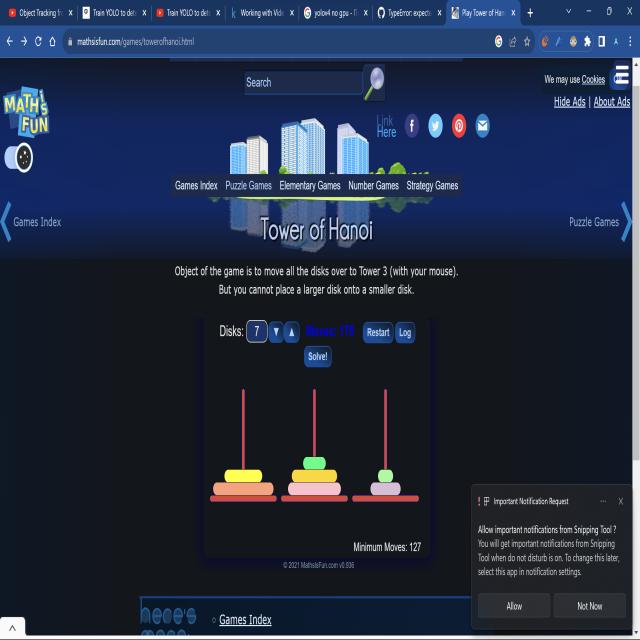 Object Tracking fr
Train YOLO to dete
Train YOLO to dete
Working with Vide
yolov4 no gpu -
TypeError: expecte
Play Tower of Han
mathsisfun.com/games/towerofhanoi.html
Search
We may use Cookies
Hide Ads | About Ads
MATH'S FUN
Link Here
Games Index Puzzle Games Elementary Games Number Games Strategy Games
Games Index
Puzzle Games
Tower of Hanoi
Object of the game is to move all the disks over to Tower 3 (with your mouse).
But you cannot place a larger disk onto a smaller disk.
Disks: 7 ▼ ▲ Moves: 175 Restart Log
Solve!
Minimum Moves: 127
© 2021 MathsIsFun.com v0.936
Important Notification Request
Allow important notifications from Snipping Tool ?
You will get important notifications from Snipping
Tool when do not disturb is on. To change this later,
select this app in notification settings.
Allow Not Now
Games Index